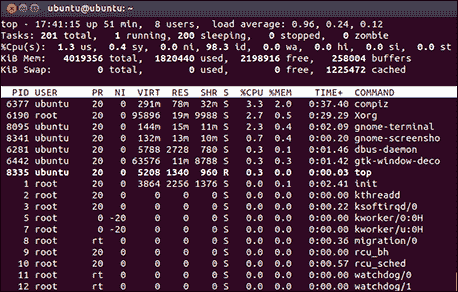 ubuntu@ubuntu: ~
top - 17:41:15 up 51 min, 8 users, load average: 0.96, 0.24, 0.12
Tasks: 201 total, 1 running, 200 sleeping, 0 stopped, 0 zombie
%Cpu(s): 1.3 us, 0.4 sy, 0.0 ni, 98.3 id, 0.0 wa, 0.0 hi, 0.0 si, 0.0 st
KiB Mem: 4019356 total, 1820440 used, 2198916 free, 258004 buffers
KiB Swap: 0 total, 0 used, 0 free, 1225472 cached
PID USER PR NI VIRT RES SHR S %CPU %MEM TIME+ COMMAND
6377 ubuntu 20 0 291m 78m 32m S 3.3 2.0 0:37.40 compiz
6190 root 20 0 95896 19m 9988 S 2.7 0.5 0:29.29 Xorg
8095 ubuntu 20 0 144m 15m 11m S 2.3 0.4 0:02.09 gnome-terminal
8341 ubuntu 20 0 132m 13m 10m S 0.7 0.4 0:00.20 gnome-screensho
6281 ubuntu 20 0 5788 2728 780 S 0.3 0.1 0:01.46 dbus-daemon
6442 ubuntu 20 0 63576 11m 8788 S 0.3 0.3 0:01.42 gtk-window-deco
8335 ubuntu 20 0 5208 1340 960 R 0.3 0.0 0:00.03 top
1 root 20 0 3864 2256 1376 S 0.0 0.1 0:02.41 init
2 root 20 0 0 0 0 S 0.0 0.0 0:00.00 kthreadd
3 root 20 0 0 0 0 S 0.0 0.0 0:00.22 ksoftirqd/0
5 root 0 -20 0 0 0 S 0.0 0.0 0:00.00 kworker/0:0H
7 root 0 -20 0 0 0 S 0.0 0.0 0:00.00 kworker/u:0H
8 root rt 0 0 0 0 S 0.0 0.0 0:00.36 migration/0
9 root 20 0 0 0 0 S 0.0 0.0 0:00.00 rcu_bh
10 root 20 0 0 0 0 S 0.0 0.0 0:00.57 rcu_sched
11 root rt 0 0 0 0 S 0.0 0.0 0:00.00 watchdog/0
12 root rt 0 0 0 0 S 0.0 0.0 0:00.00 watchdog/1